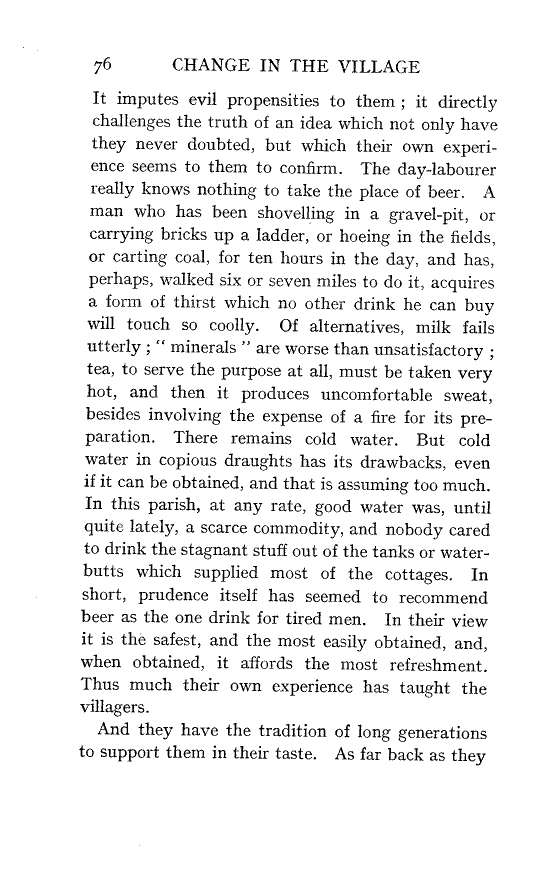 76 CHANGE IN THE VILLAGE
It imputes evil propensities to them ; it directly
challenges the truth of an idea which not only have
they never doubted, but which their own experi-
ence seems to them to confirm. The day-labourer
really knows nothing to take the place of beer. A
man who has been shovelling in a gravel-pit, or
carrying bricks up a ladder, or hoeing in the fields,
or carting coal, for ten hours in the day, and has,
perhaps, walked six or seven miles to do it, acquires
a form of thirst which no other drink he can buy
will touch so coolly. Of alternatives, milk fails
utterly ; “ minerals ” are worse than unsatisfactory ;
tea, to serve the purpose at all, must be taken very
hot, and then it produces uncomfortable sweat,
besides involving the expense of a fire for its pre-
paration. There remains cold water. But cold
water in copious draughts has its drawbacks, even
if it can be obtained, and that is assuming too much.
In this parish, at any rate, good water was, until
quite lately, a scarce commodity, and nobody cared
to drink the stagnant stuff out of the tanks or water-
butts which supplied most of the cottages. In
short, prudence itself has seemed to recommend
beer as the one drink for tired men. In their view
it is the safest, and the most easily obtained, and,
when obtained, it affords the most refreshment.
Thus much their own experience has taught the
villagers.
And they have the tradition of long generations
to support them in their taste. As far back as they